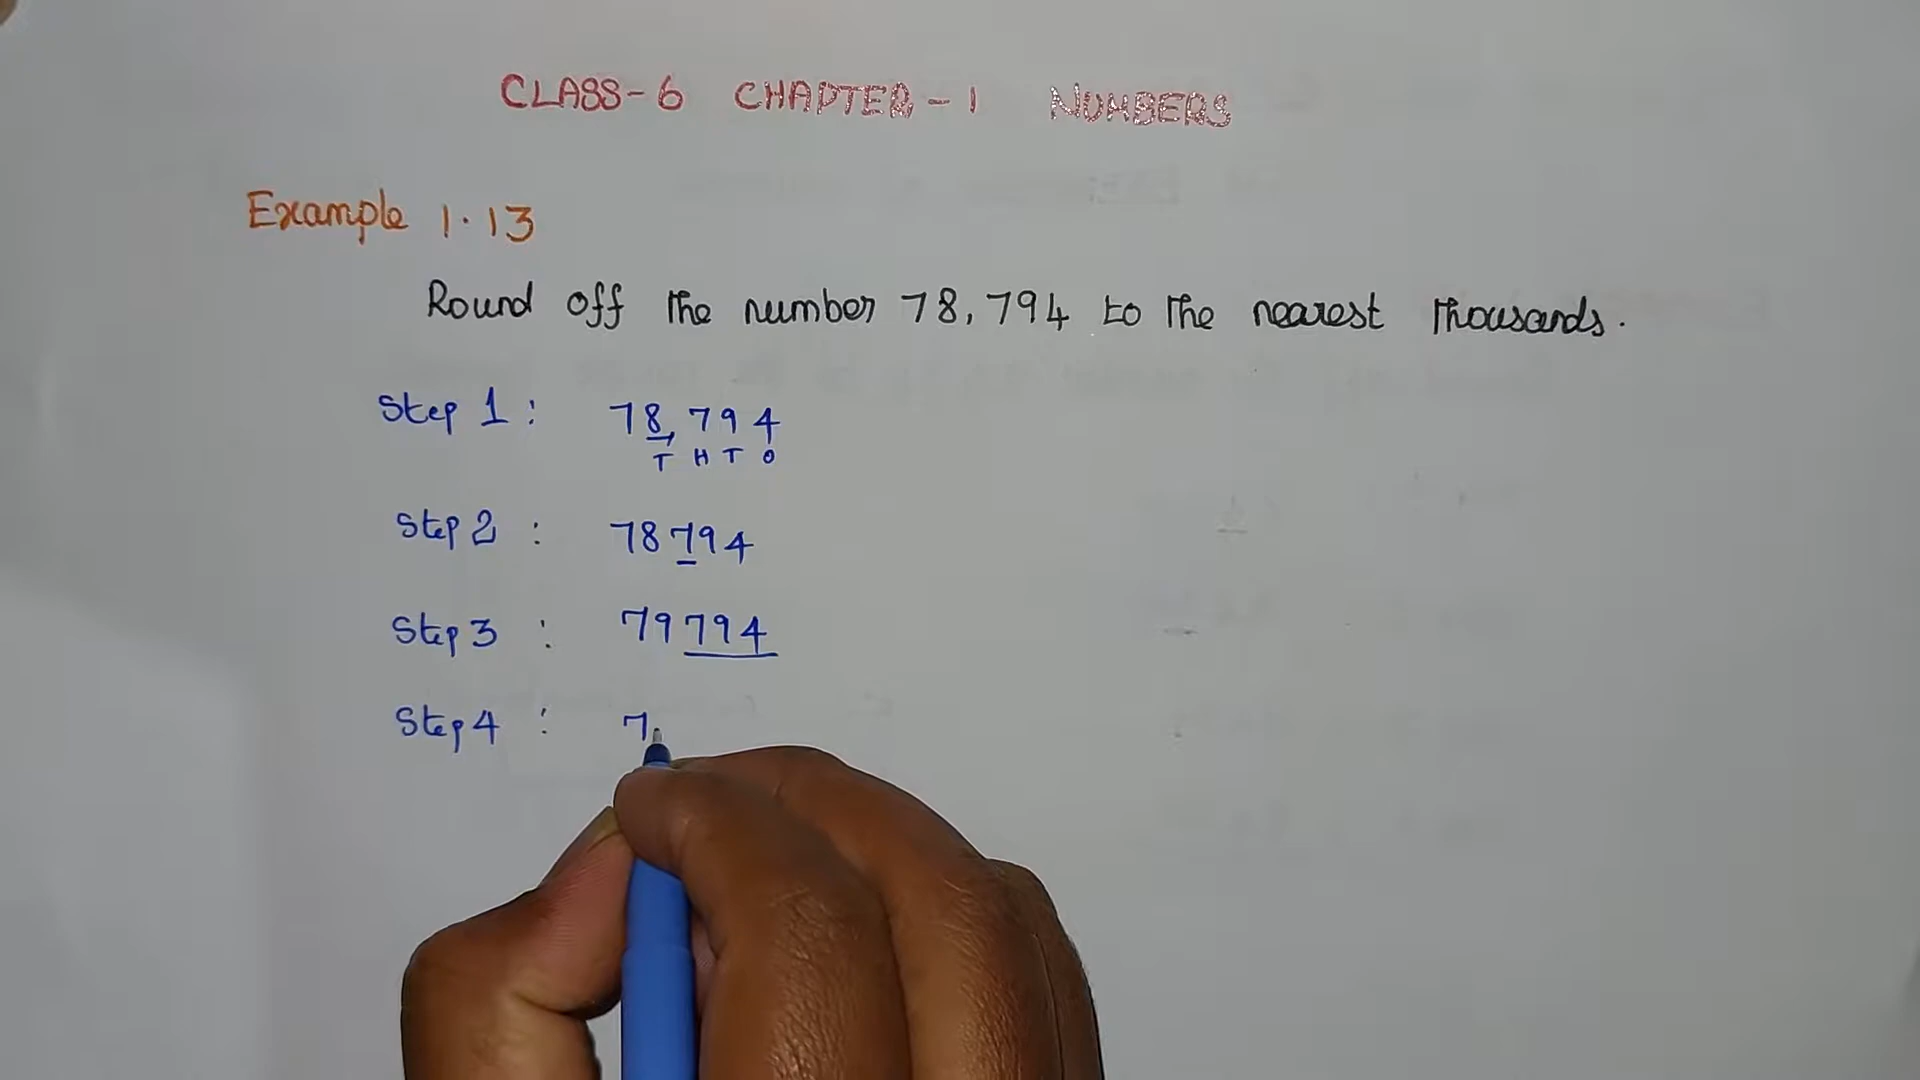 CLASS-6 CHAPTER-1 NUMBERS
Example 1.13
Round off the number 78,794 to the nearest thousands.
Step 1 : 78,794
T H T O
Step 2 : 78794
Step 3 : 79794
Step 4 : 7